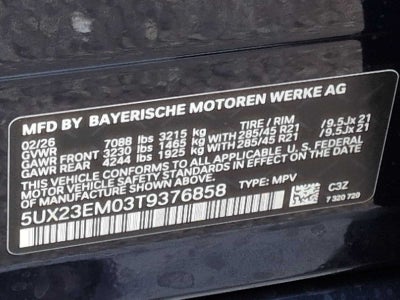 MFD BY BAYERISCHE MOTOREN WERKE AG
02/26 TIRE / RIM
GVWR 7088 lbs 3215 kg
GAWR FRONT 3230 lbs 1465 kg WITH 285/45 R21 /9.5Jx 21
GAWR REAR 4244 lbs 1925 kg WITH 285/45 R21 /9.5Jx 21
THIS VEHICLE CONFORMS TO ALL APPLICABLE U.S. FEDERAL
MOTOR VEHICLE SAFETY STANDARDS IN EFFECT ON THE DATE OF
MANUFACTURE SHOWN ABOVE.
5UX23EM03T9376858 TYPE: MPV
C3Z
7 320 729